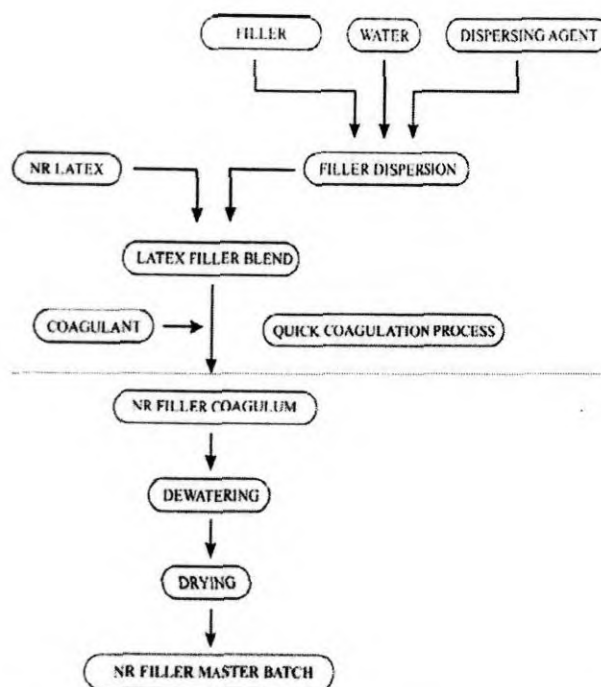 FILLER
WATER
DISPERSING AGENT
NR LATEX
FILLER DISPERSION
LATEX FILLER BLEND
COAGULANT
QUICK COAGULATION PROCESS
NR FILLER COAGULUM
DEWATERING
DRYING
NR FILLER MASTER BATCH